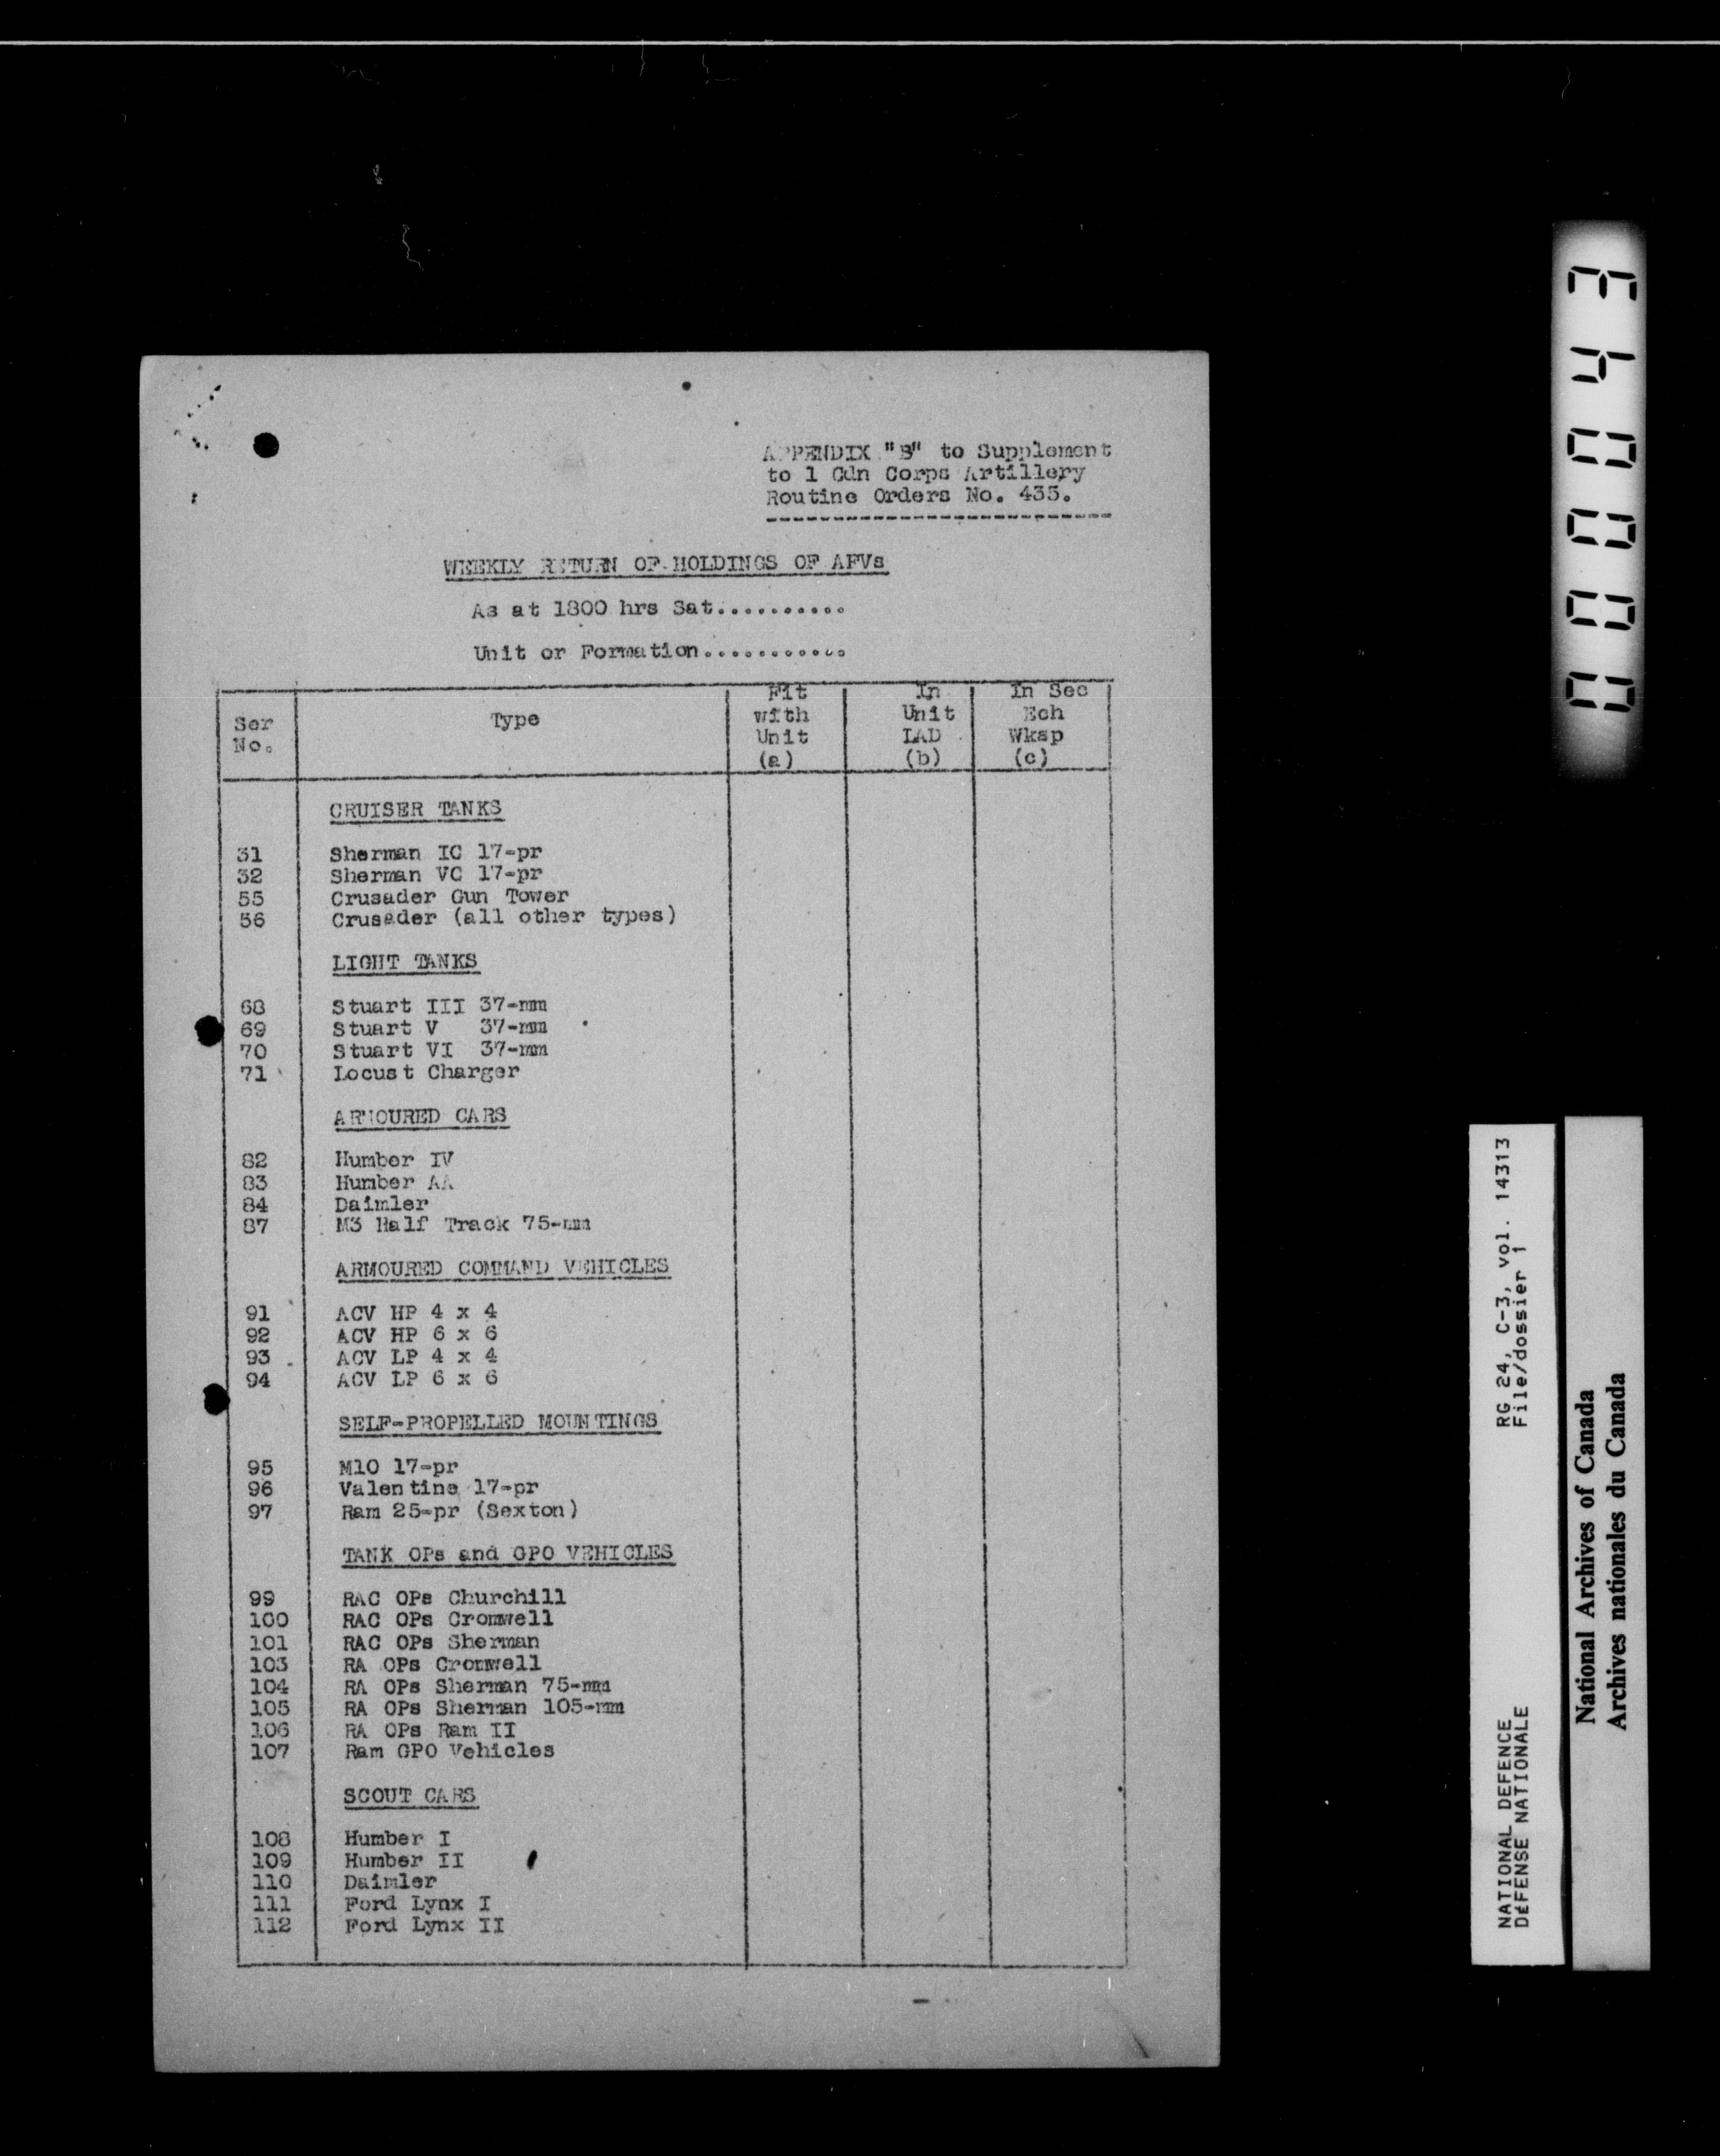 APPENDIX "B" to Supplement
to 1 Cdn Corps Artillery
Routine Orders No. 435.
WEEKLY RETURN OF HOLDINGS OF AFVs
As at 1800 hrs Sat..........
Unit or Formation...........
Ser No. Type Fit with Unit (a) In Unit LAD (b) In Sec Ech Wksp (c)
CRUISER TANKS
31 Sherman IC 17-pr
32 Sherman VC 17-pr
55 Crusader Gun Tower
56 Crusader (all other types)
LIGHT TANKS
68 Stuart III 37-mm
69 Stuart V 37-mm
70 Stuart VI 37-mm
71 Locust Charger
ARMOURED CARS
82 Humber IV
83 Humber AA
84 Daimler
87 M3 Half Track 75-mm
ARMOURED COMMAND VEHICLES
91 ACV HP 4 x 4
92 ACV HP 6 x 6
93 ACV LP 4 x 4
94 ACV LP 6 x 6
SELF-PROPELLED MOUNTINGS
95 M10 17-pr
96 Valentine 17-pr
97 Ram 25-pr (Sexton)
TANK OPs and GPO VEHICLES
99 RAC OPs Churchill
100 RAC OPs Cromwell
101 RAC OPs Sherman
103 RA OPs Cromwell
104 RA OPs Sherman 75-mm
105 RA OPs Sherman 105-mm
106 RA OPs Ram II
107 Ram GPO Vehicles
SCOUT CARS
108 Humber I
109 Humber II
110 Daimler
111 Ford Lynx I
112 Ford Lynx II
000043
NATIONAL DEFENCE RG 24, C-3, vol. 14313
DÉFENSE NATIONALE File/dossier 1
National Archives of Canada
Archives nationales du Canada